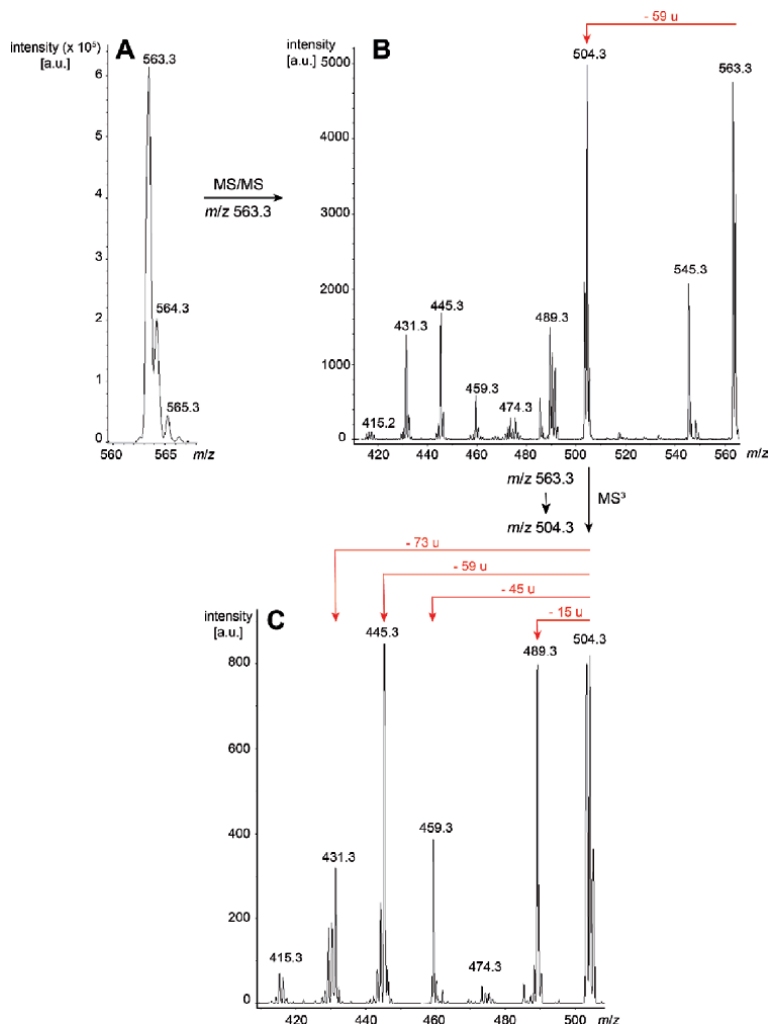 - 59 u
intensity (x 10⁵)
[a.u.]
A
563.3
6
5
4
3
2
1
0
564.3
565.3
560
565
m/z
MS/MS
m/z 563.3
intensity
[a.u.]
B
504.3
563.3
5000
4000
3000
2000
1000
0
545.3
445.3
431.3
489.3
459.3
474.3
415.2
420
440
460
480
500
520
540
560
m/z
m/z 563.3
MS³
m/z 504.3
- 73 u
- 59 u
- 45 u
- 15 u
intensity
[a.u.]
C
445.3
489.3
504.3
800
600
400
200
0
459.3
431.3
415.3
474.3
420
440
460
480
500
m/z